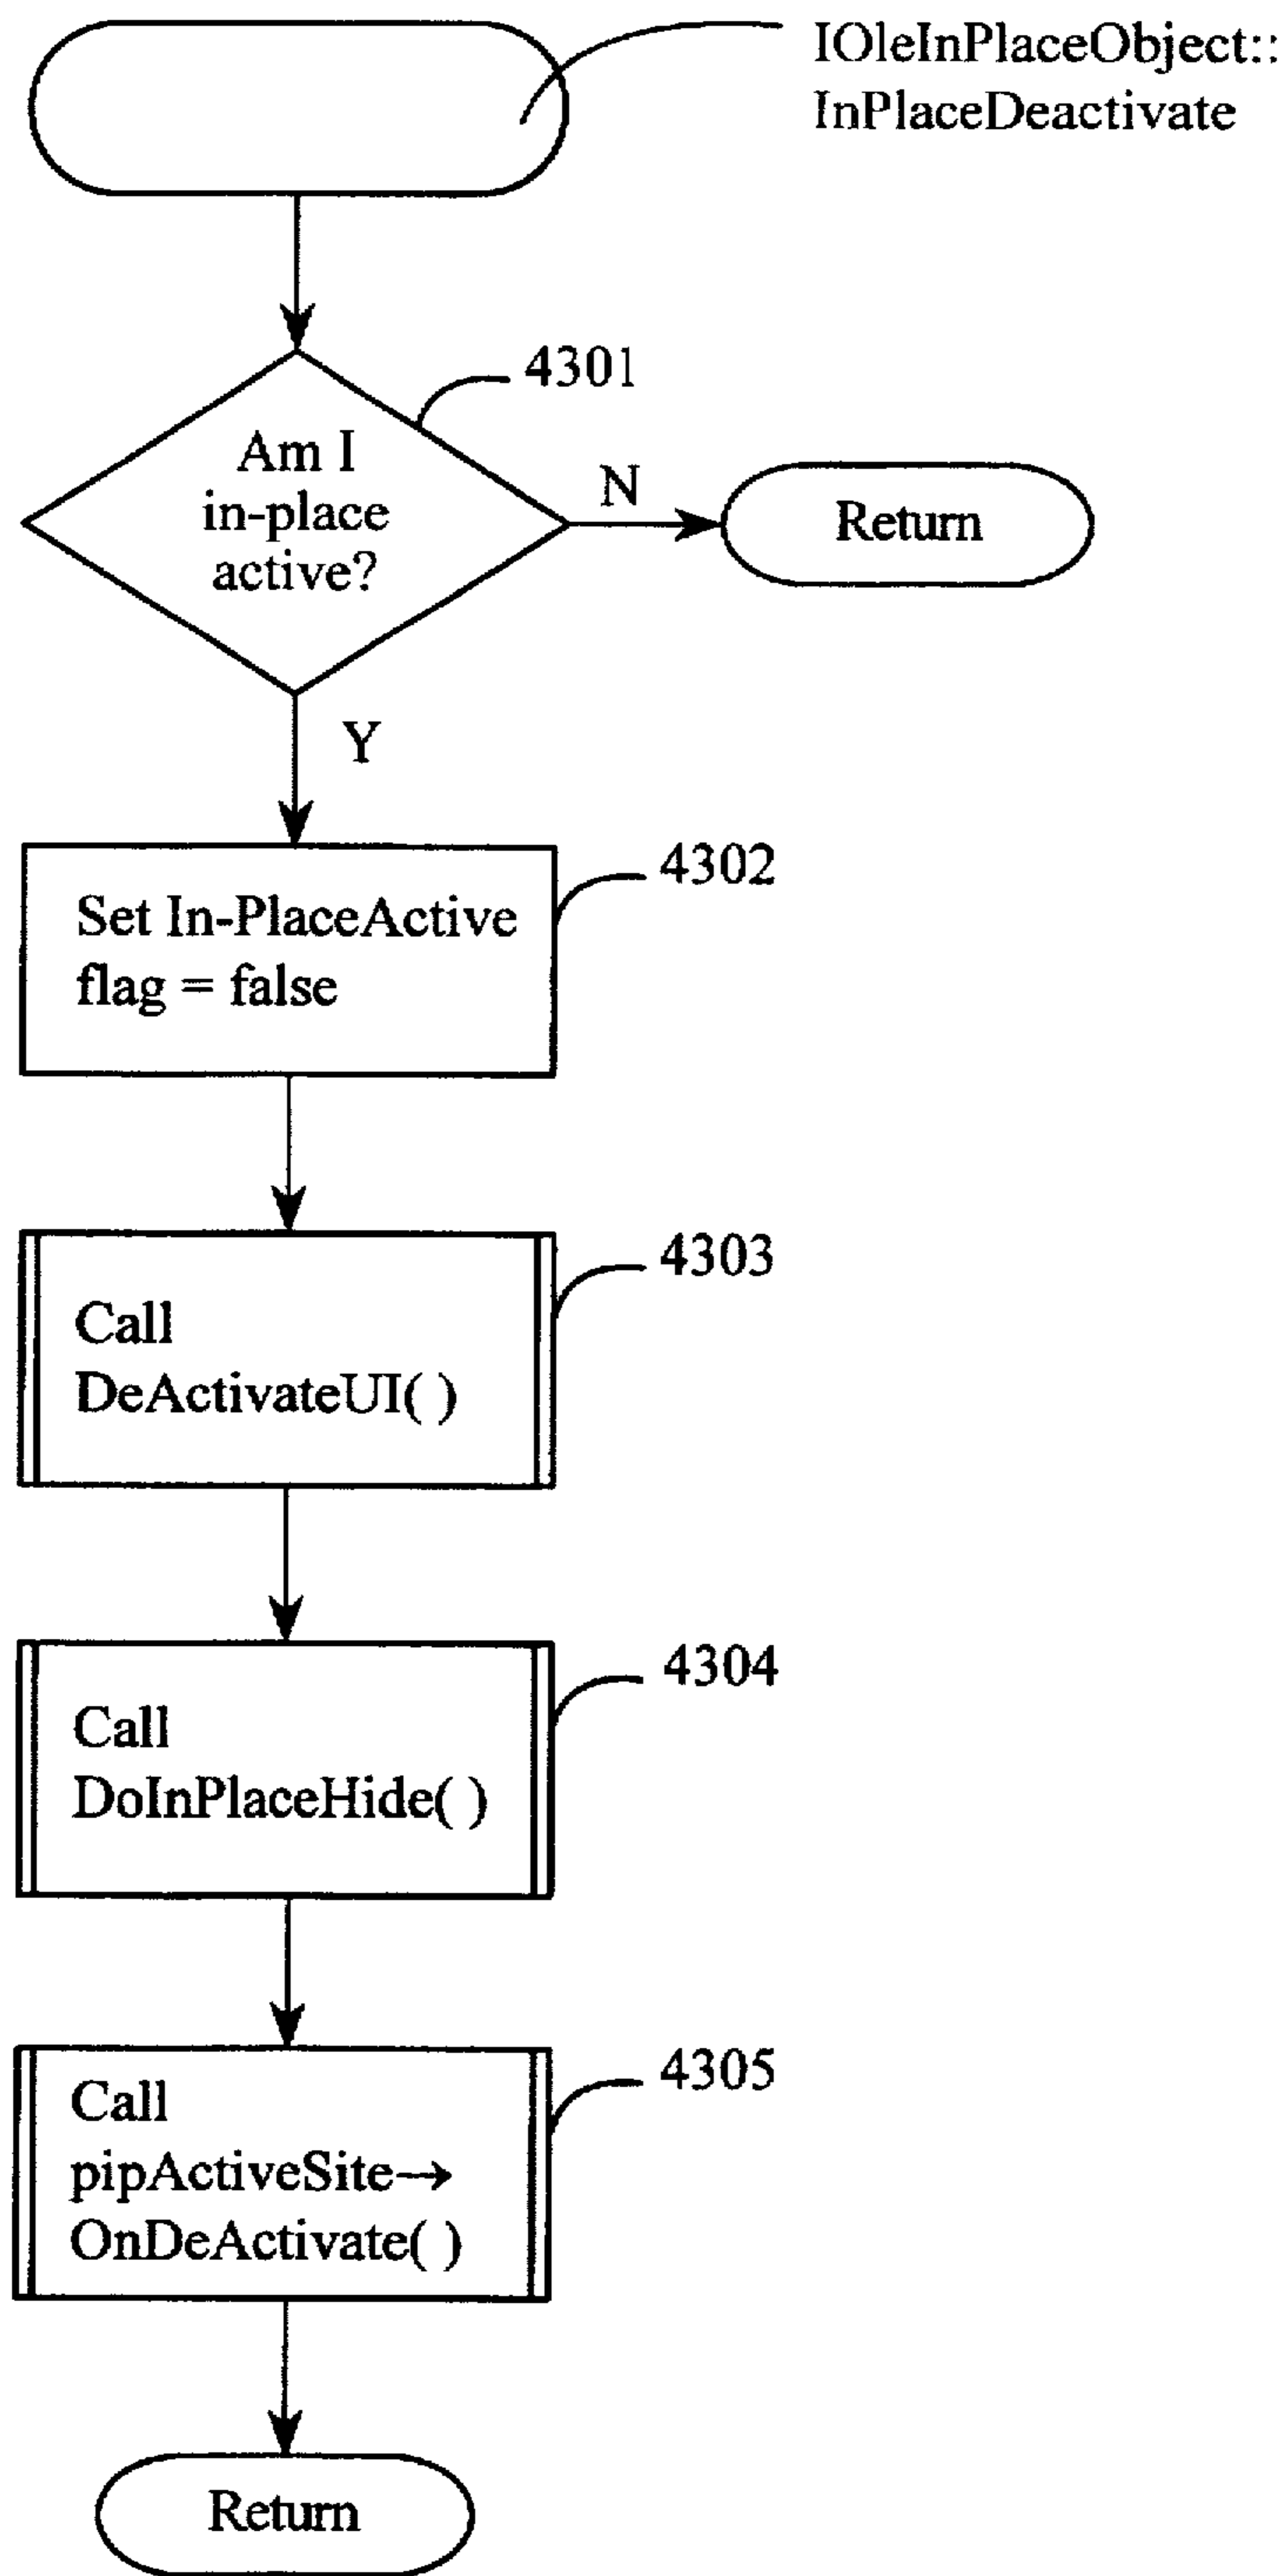 IOleInPlaceObject::
InPlaceDeactivate
4301
Am I
in-place
active?
N
Return
Y
4302
Set In-PlaceActive
flag = false
4303
Call
DeActivateUI( )
4304
Call
DoInPlaceHide( )
4305
Call
pipActiveSite→
OnDeActivate( )
Return